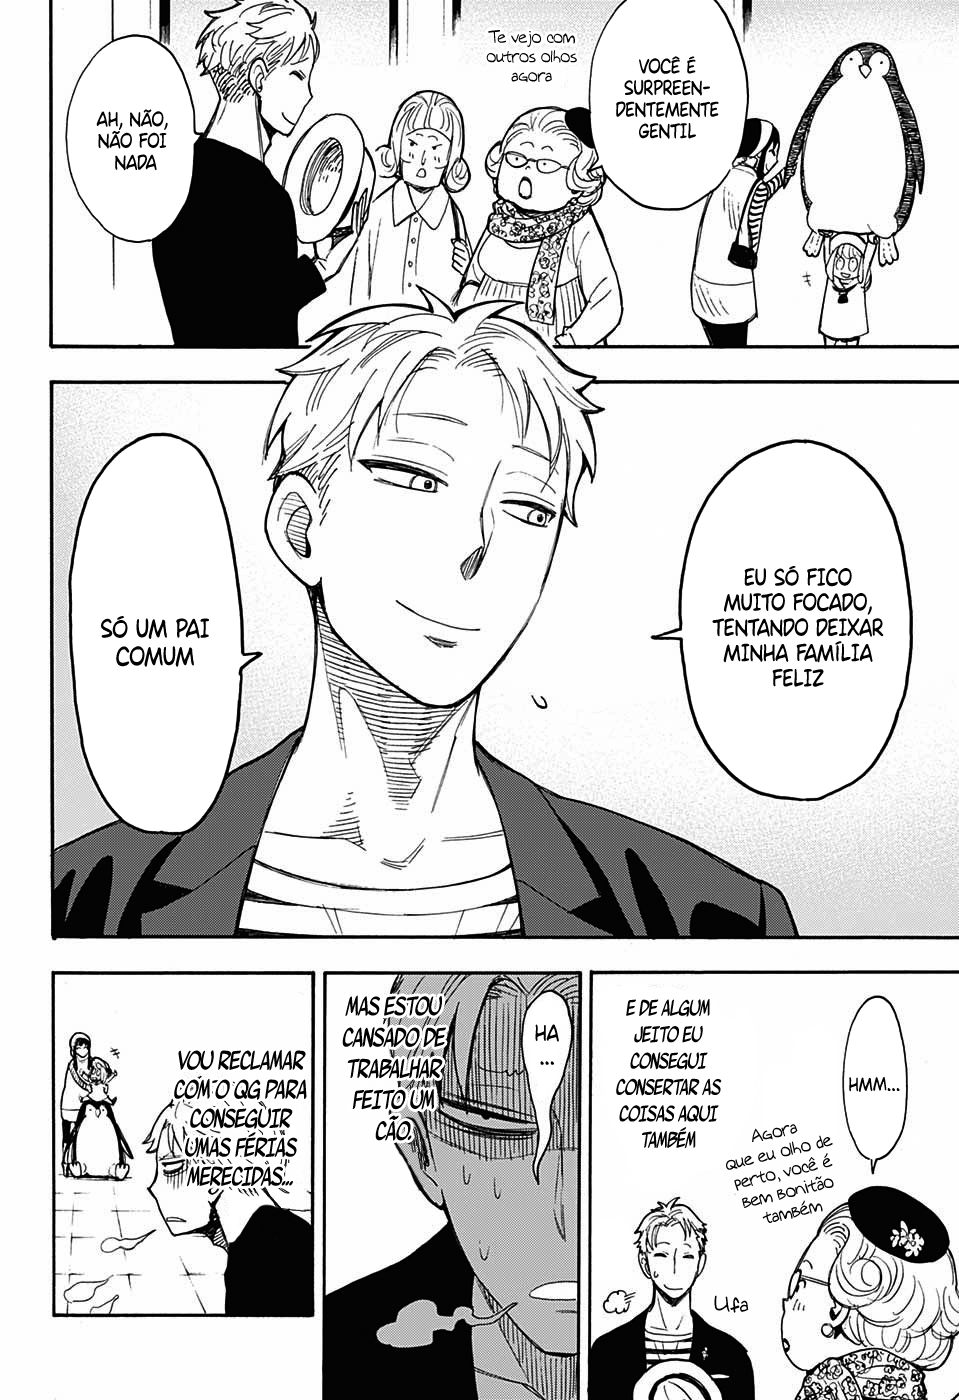 VOCÊ É
SURPREEN-
DENTEMENTE
GENTIL
Te vejo com
outros olhos
agora
AH, NÃO,
NÃO FOI
NADA
EU SÓ FICO
MUITO FOCADO,
TENTANDO DEIXAR
MINHA FAMÍLIA
FELIZ
SÓ UM PAI
COMUM
HMM...
Agora
que eu olho de
perto, você é
bem Bonitão
também
E DE ALGUM
JEITO EU
CONSEGUI
CONSERTAR AS
COISAS AQUI
TAMBÉM
Ufa
HA
...
MAS ESTOU
CANSADO DE
TRABALHAR
FEITO UM
CÃO,
VOU RECLAMAR
COM O QG PARA
CONSEGUIR
UMAS FÉRIAS
MERECIDAS...